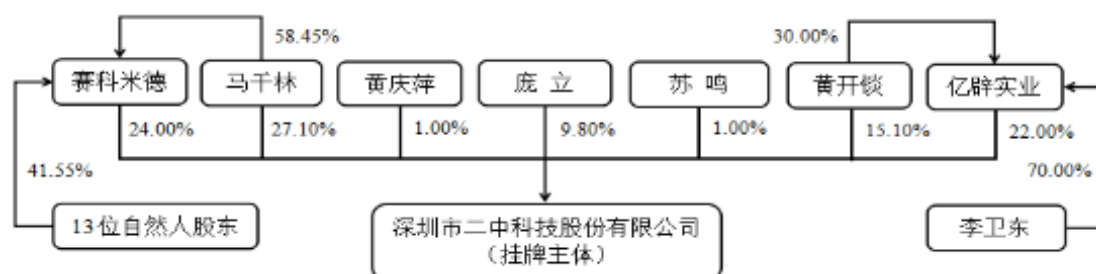 58.45%
30.00%
赛科米德
马千林
黄庆萍
庞 立
苏 鸣
黄开锬
亿辟实业
24.00%
27.10%
1.00%
9.80%
1.00%
15.10%
22.00%
41.55%
70.00%
13位自然人股东
深圳市二中科技股份有限公司
（挂牌主体）
李卫东